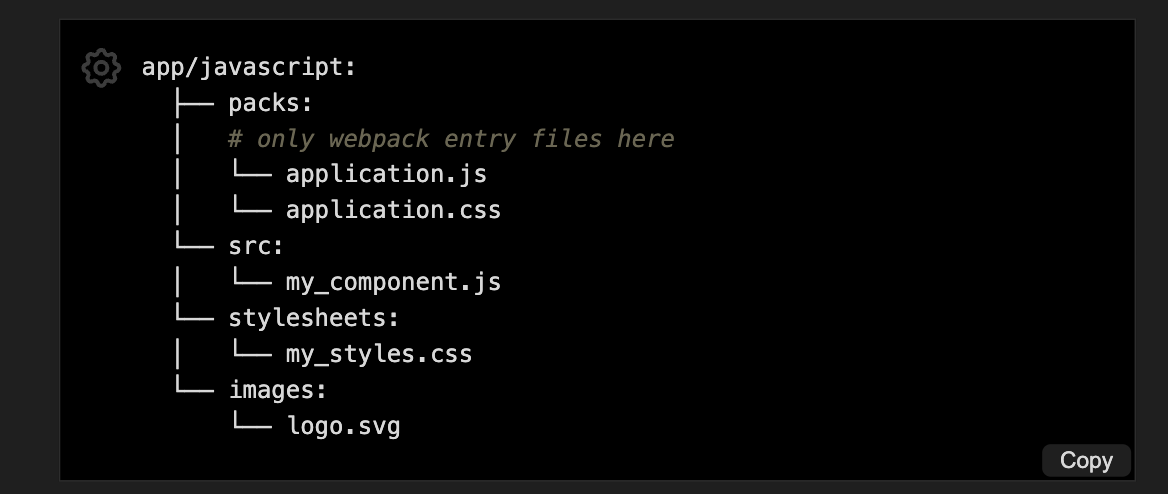 app/javascript:
├── packs:
│   # only webpack entry files here
│   └── application.js
│   └── application.css
└── src:
│   └── my_component.js
└── stylesheets:
│   └── my_styles.css
└── images:
    └── logo.svg
Copy